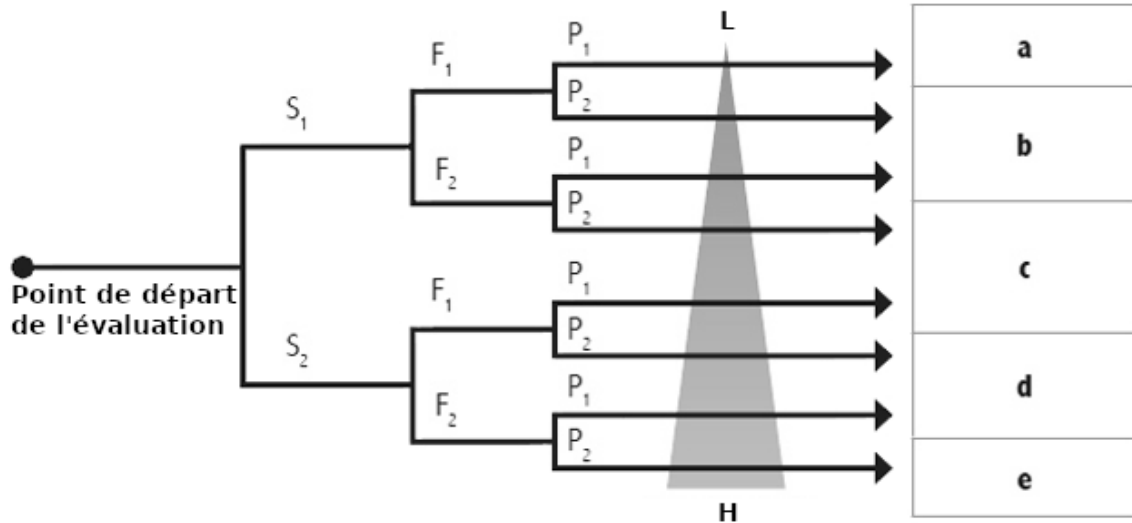 L
a
P₁
F₁
P₂
b
S₁
P₁
F₂
P₂
c
Point de départ
de l'évaluation
P₁
F₁
P₂
S₂
d
P₁
F₂
P₂
e
H